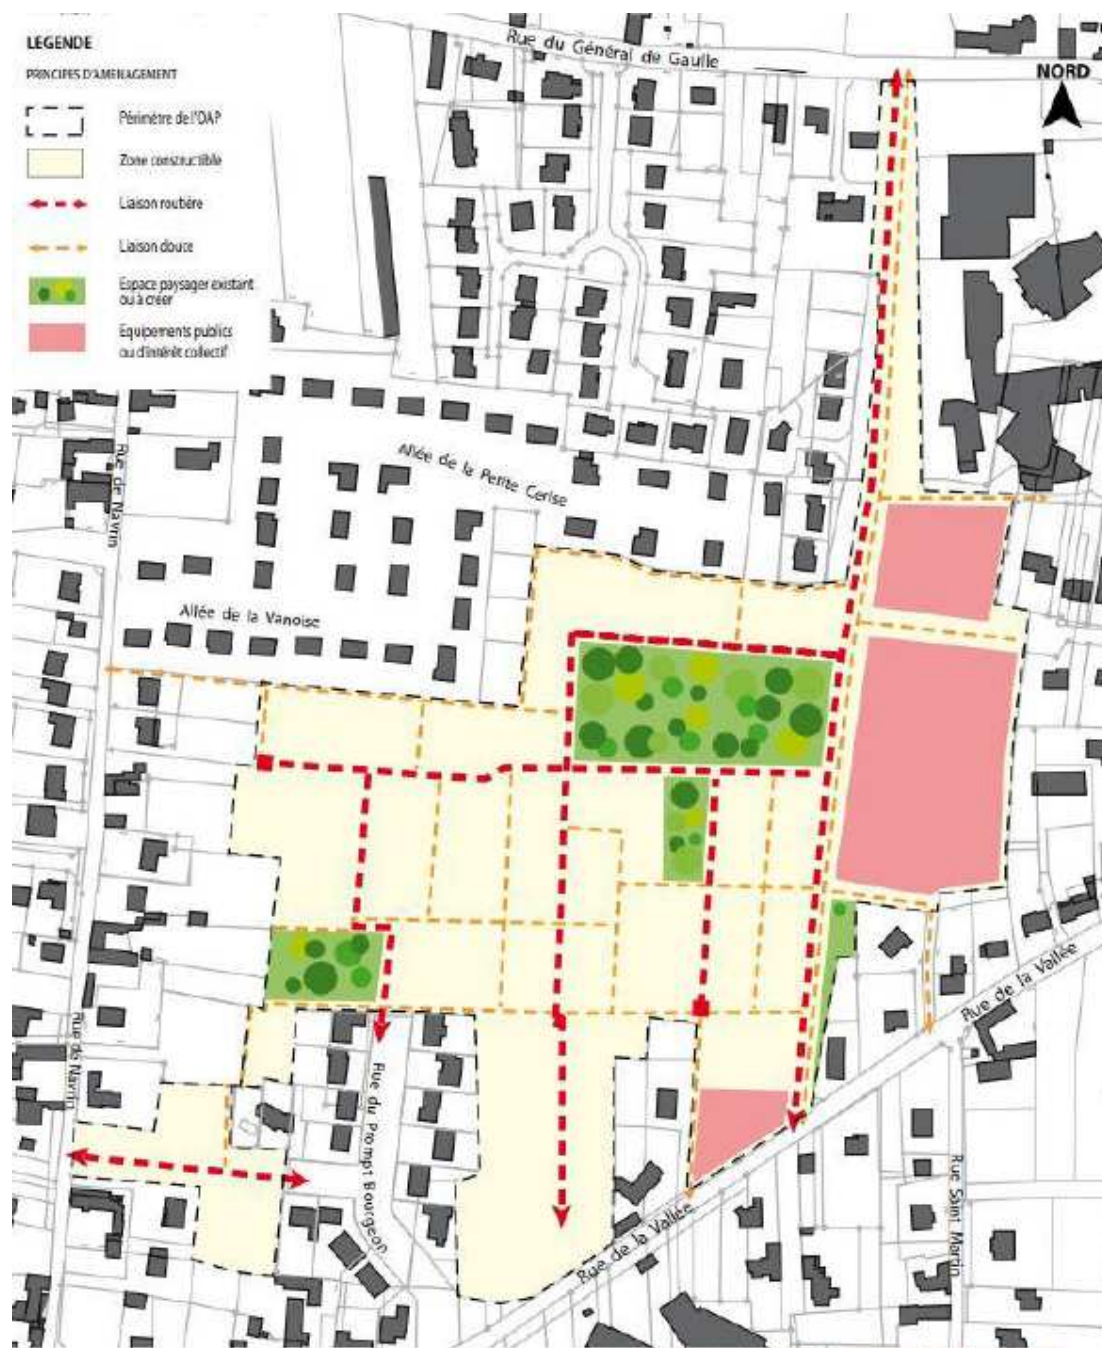 LEGENDE
PRINCIPES D'AMENAGEMENT
Périmètre de l'OAP
Zone constructible
Liaison routière
Liaison douce
Espace paysager existant
ou à créer
Equipements publics
ou d'intérêt collectif
Rue du Général de Gaulle
NORD
Rue de Navrin
Allée de la Petite Cerise
Allée de la Vanoise
Rue de la Vallée
Rue de Navrin
Rue du Prompt Bourgeon
Rue de la Vallée
Rue Saint Martin